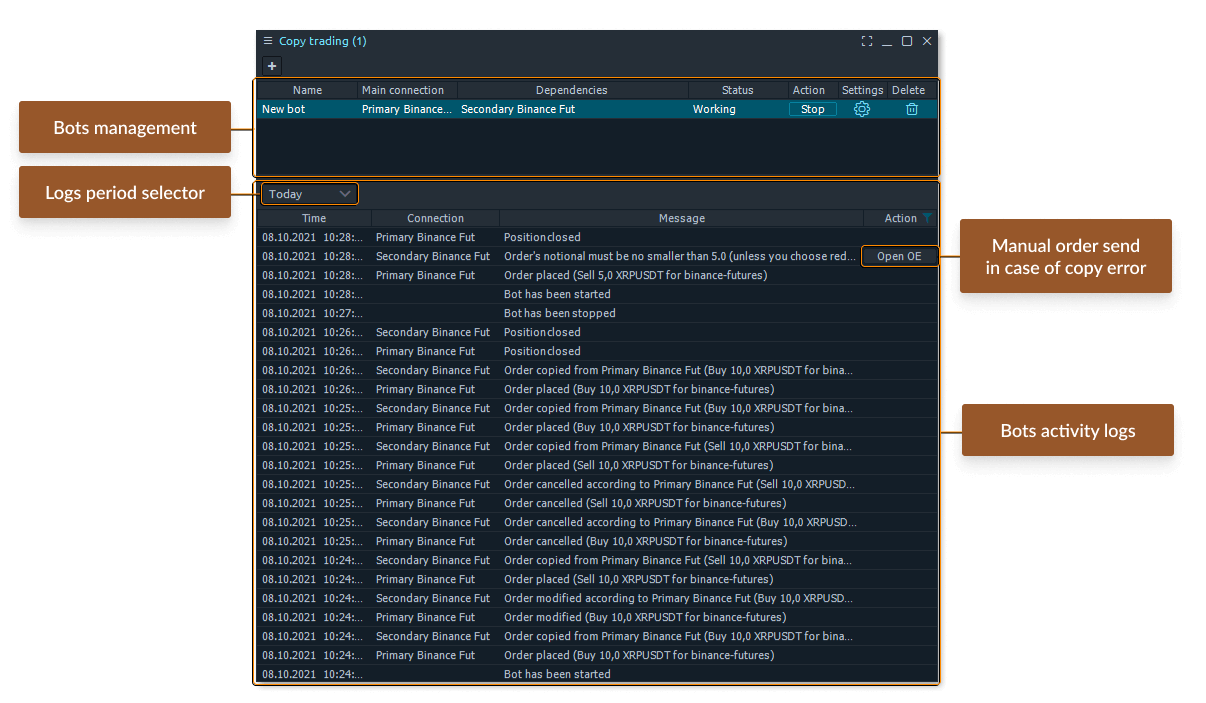 Copy trading (1)
+
Name Main connection Dependencies Status Action Settings Delete
New bot Primary Binance... Secondary Binance Fut Working Stop
Bots management
Logs period selector
Today
Time Connection Message Action
08.10.2021 10:28:... Primary Binance Fut Position closed
08.10.2021 10:28:... Secondary Binance Fut Order's notional must be no smaller than 5.0 (unless you choose red... Open OE
Manual order send
in case of copy error
08.10.2021 10:28:... Primary Binance Fut Order placed (Sell 5,0 XRPUSDT for binance-futures)
08.10.2021 10:28:... Bot has been started
08.10.2021 10:27:... Bot has been stopped
08.10.2021 10:26:... Secondary Binance Fut Position closed
08.10.2021 10:26:... Primary Binance Fut Position closed
08.10.2021 10:26:... Secondary Binance Fut Order copied from Primary Binance Fut (Buy 10,0 XRPUSDT for bina...
08.10.2021 10:26:... Primary Binance Fut Order placed (Buy 10,0 XRPUSDT for binance-futures)
08.10.2021 10:25:... Secondary Binance Fut Order copied from Primary Binance Fut (Buy 10,0 XRPUSDT for bina...
08.10.2021 10:25:... Primary Binance Fut Order placed (Buy 10,0 XRPUSDT for binance-futures)
Bots activity logs
08.10.2021 10:25:... Secondary Binance Fut Order copied from Primary Binance Fut (Sell 10,0 XRPUSDT for bina...
08.10.2021 10:25:... Primary Binance Fut Order placed (Sell 10,0 XRPUSDT for binance-futures)
08.10.2021 10:25:... Secondary Binance Fut Order cancelled according to Primary Binance Fut (Sell 10,0 XRPUSD...
08.10.2021 10:25:... Primary Binance Fut Order cancelled (Sell 10,0 XRPUSDT for binance-futures)
08.10.2021 10:25:... Secondary Binance Fut Order cancelled according to Primary Binance Fut (Buy 10,0 XRPUSD...
08.10.2021 10:25:... Primary Binance Fut Order cancelled (Buy 10,0 XRPUSDT for binance-futures)
08.10.2021 10:24:... Secondary Binance Fut Order copied from Primary Binance Fut (Sell 10,0 XRPUSDT for bina...
08.10.2021 10:24:... Primary Binance Fut Order placed (Sell 10,0 XRPUSDT for binance-futures)
08.10.2021 10:24:... Secondary Binance Fut Order modified according to Primary Binance Fut (Buy 10,0 XRPUSD...
08.10.2021 10:24:... Primary Binance Fut Order modified (Buy 10,0 XRPUSDT for binance-futures)
08.10.2021 10:24:... Secondary Binance Fut Order copied from Primary Binance Fut (Buy 10,0 XRPUSDT for bina...
08.10.2021 10:24:... Primary Binance Fut Order placed (Buy 10,0 XRPUSDT for binance-futures)
08.10.2021 10:24:... Bot has been started